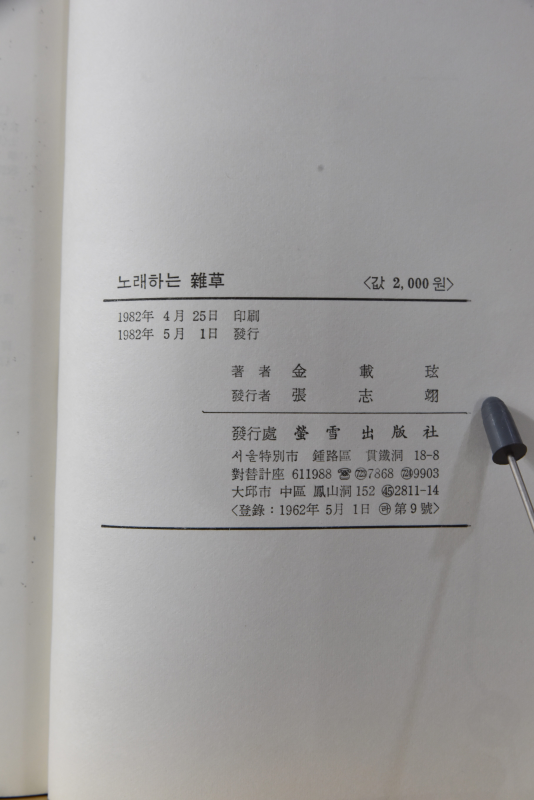 노래하는 雜草 <값 2,000원>
1982年 4月 25日 印刷
1982年 5月 1日 發行
著者 金載玹
發行者 張志翊
發行處 螢雪出版社
서울特別市 鍾路區 貫鐵洞 18-8
對替計座 611988 ☎ 7868 9903
大邱市 中區 鳳山洞 152 ㊺2811-14
<登錄: 1962年 5月 1日 ㉱第9號>